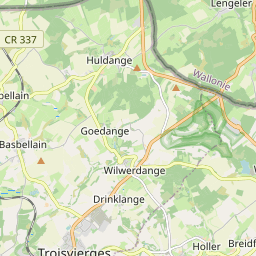 Lengeler
CR 337
Huldange
Wallonie
bellain
Goedange
Basbellain
Wilwerdange
Drinklange
Holler
Breidf
Troisvierges